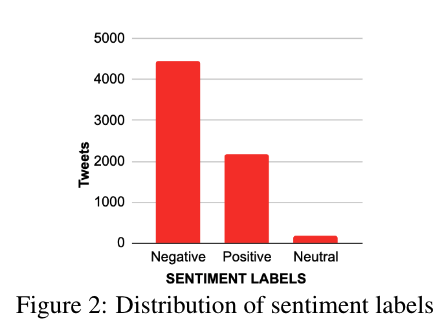 5000
4000
3000
2000
1000
0
Tweets
Negative Positive Neutral
SENTIMENT LABELS
Figure 2: Distribution of sentiment labels